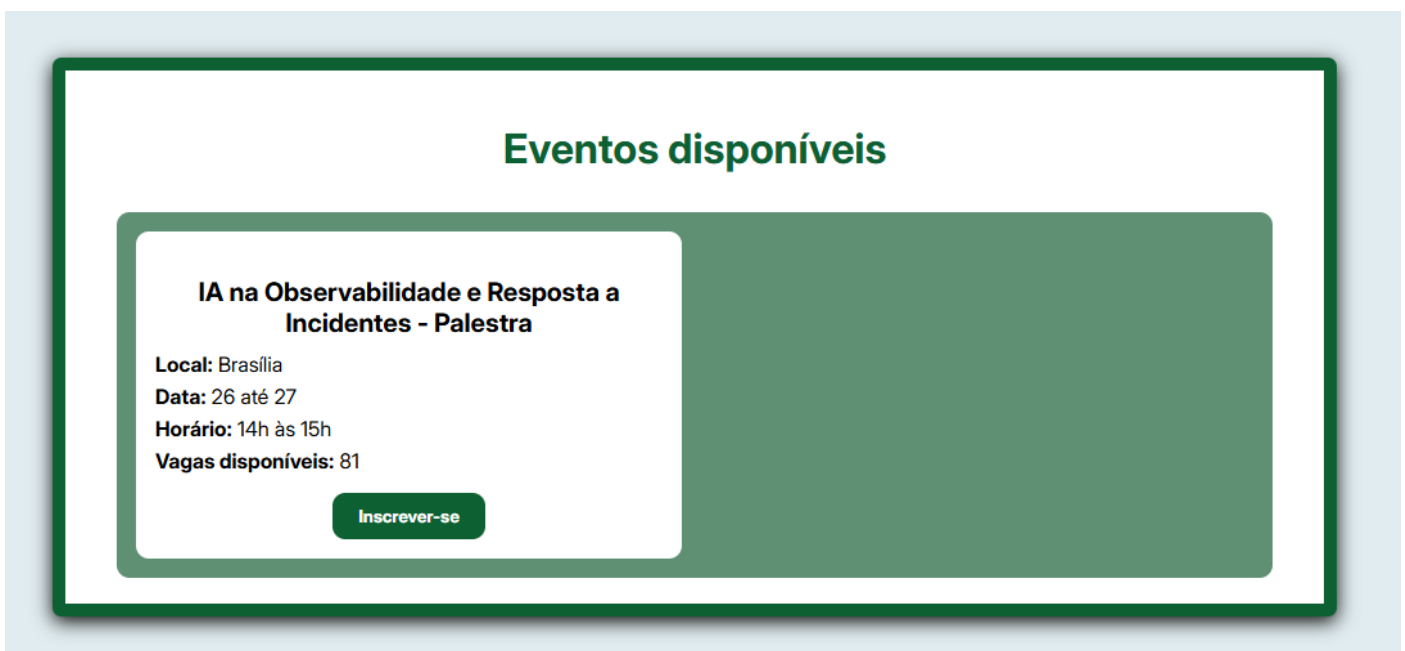 Eventos disponíveis
IA na Observabilidade e Resposta a
Incidentes - Palestra
Local: Brasília
Data: 26 até 27
Horário: 14h às 15h
Vagas disponíveis: 81
Inscrever-se